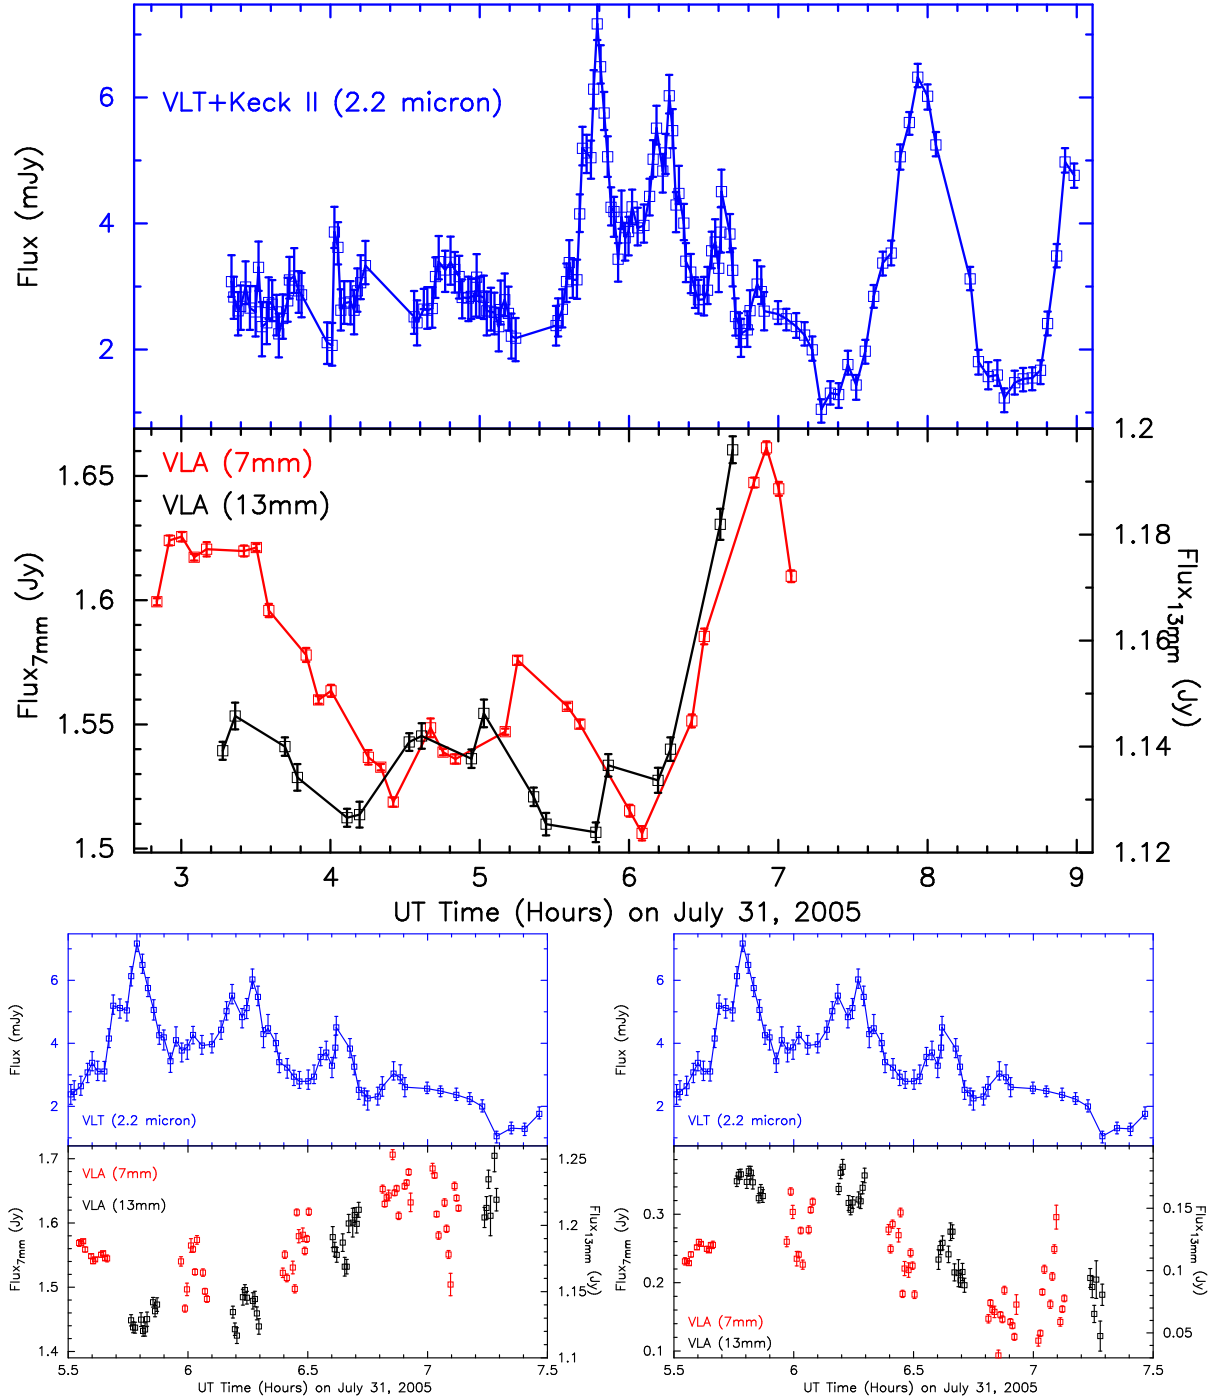 VLT+Keck II (2.2 micron)
Flux (mJy)
6
4
2
VLA (7mm)
VLA (13mm)
Flux7mm (Jy)
1.65
1.6
1.55
1.5
1.2
1.18
1.16
1.14
1.12
Flux13mm (Jy)
3 4 5 6 7 8 9
UT Time (Hours) on July 31, 2005
Flux (mJy)
6
4
2
VLT (2.2 micron)
VLA (7mm)
VLA (13mm)
Flux7mm (Jy)
1.7
1.6
1.5
1.4
1.25
1.2
1.15
1.1
Flux13mm (Jy)
5.5 6 6.5 7 7.5
UT Time (Hours) on July 31, 2005
Flux (mJy)
6
4
2
VLT (2.2 micron)
Flux7mm (Jy)
0.3
0.2
0.1
VLA (7mm)
VLA (13mm)
0.15
0.1
0.05
Flux13mm (Jy)
5.5 6 6.5 7 7.5
UT Time (Hours) on July 31, 2005